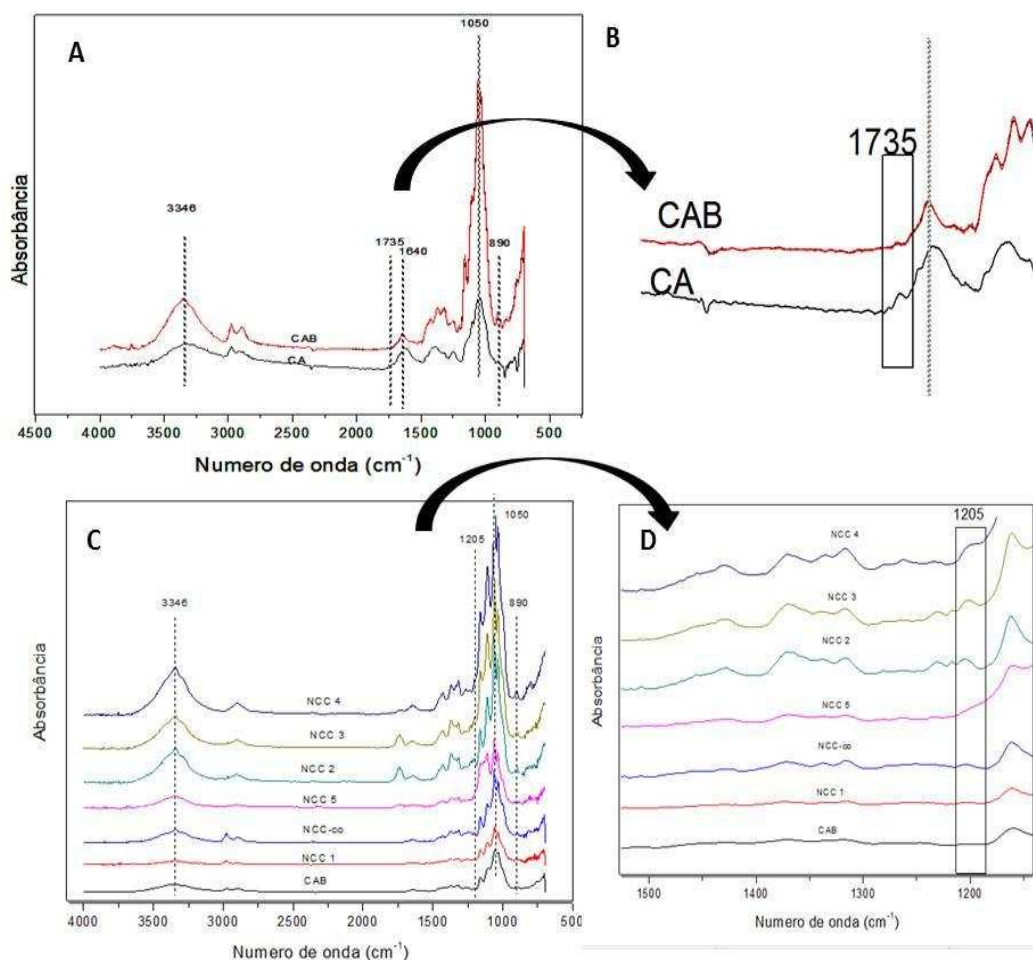 A
Absorbância
1050
3346
1735
1640
890
CAB
CA
4500 4000 3500 3000 2500 2000 1500 1000 500
Numero de onda (cm⁻¹)
B
1735
CAB
CA
C
Absorbância
1050
1205
890
3346
NCC 4
NCC 3
NCC 2
NCC 5
NCC-∞
NCC 1
CAB
4000 3500 3000 2500 2000 1500 1000 500
Numero de onda (cm⁻¹)
D
Absorbância
1205
NCC 4
NCC 3
NCC 2
NCC 5
NCC-∞
NCC 1
CAB
1500 1400 1300 1200
Numero de onda (cm⁻¹)